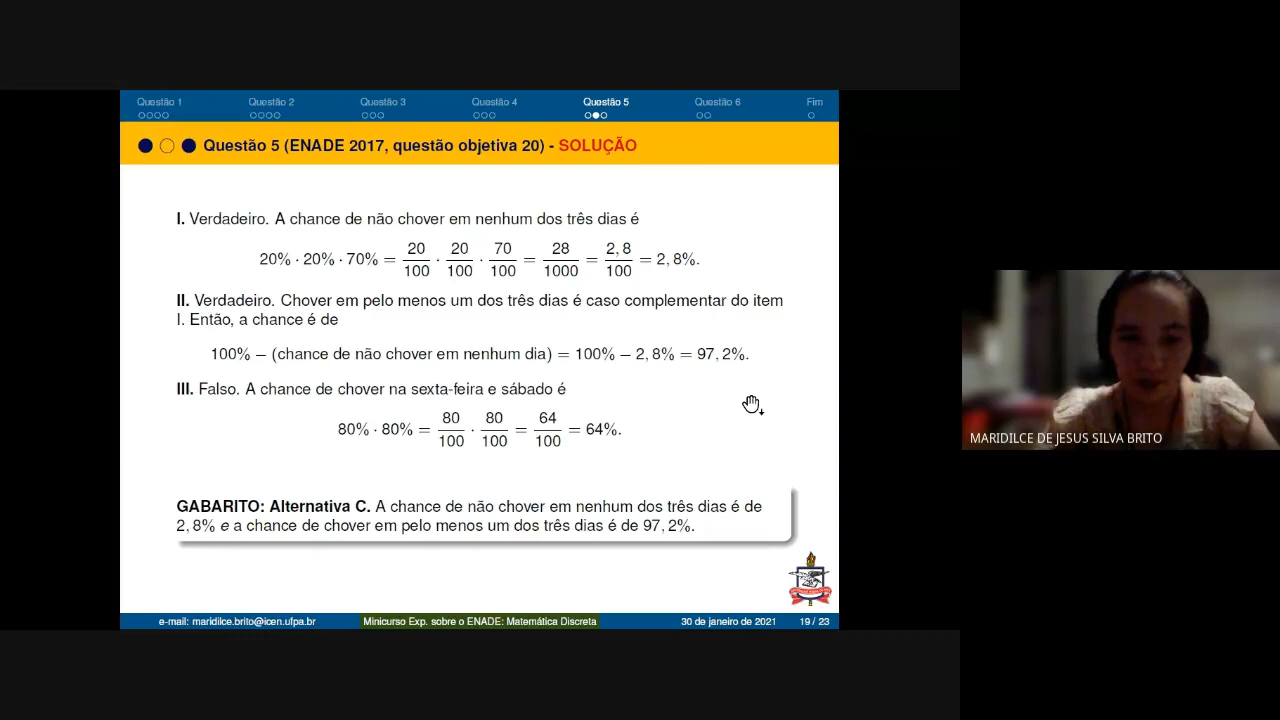 Questão 1 Questão 2 Questão 3 Questão 4 Questão 5 Questão 6 Fim
Questão 5 (ENADE 2017, questão objetiva 20) - SOLUÇÃO
I. Verdadeiro. A chance de não chover em nenhum dos três dias é
20% · 20% · 70% = 20/100 · 20/100 · 70/100 = 28/1000 = 2,8/100 = 2,8%.
II. Verdadeiro. Chover em pelo menos um dos três dias é caso complementar do item
I. Então, a chance é de
100% − (chance de não chover em nenhum dia) = 100% − 2,8% = 97,2%.
III. Falso. A chance de chover na sexta-feira e sábado é
80% · 80% = 80/100 · 80/100 = 64/100 = 64%.
GABARITO: Alternativa C. A chance de não chover em nenhum dos três dias é de
2,8% e a chance de chover em pelo menos um dos três dias é de 97,2%.
e-mail: maridilce.brito@icen.ufpa.br Minicurso Exp. sobre o ENADE: Matemática Discreta 30 de janeiro de 2021 19 / 23
MARIDILCE DE JESUS SILVA BRITO